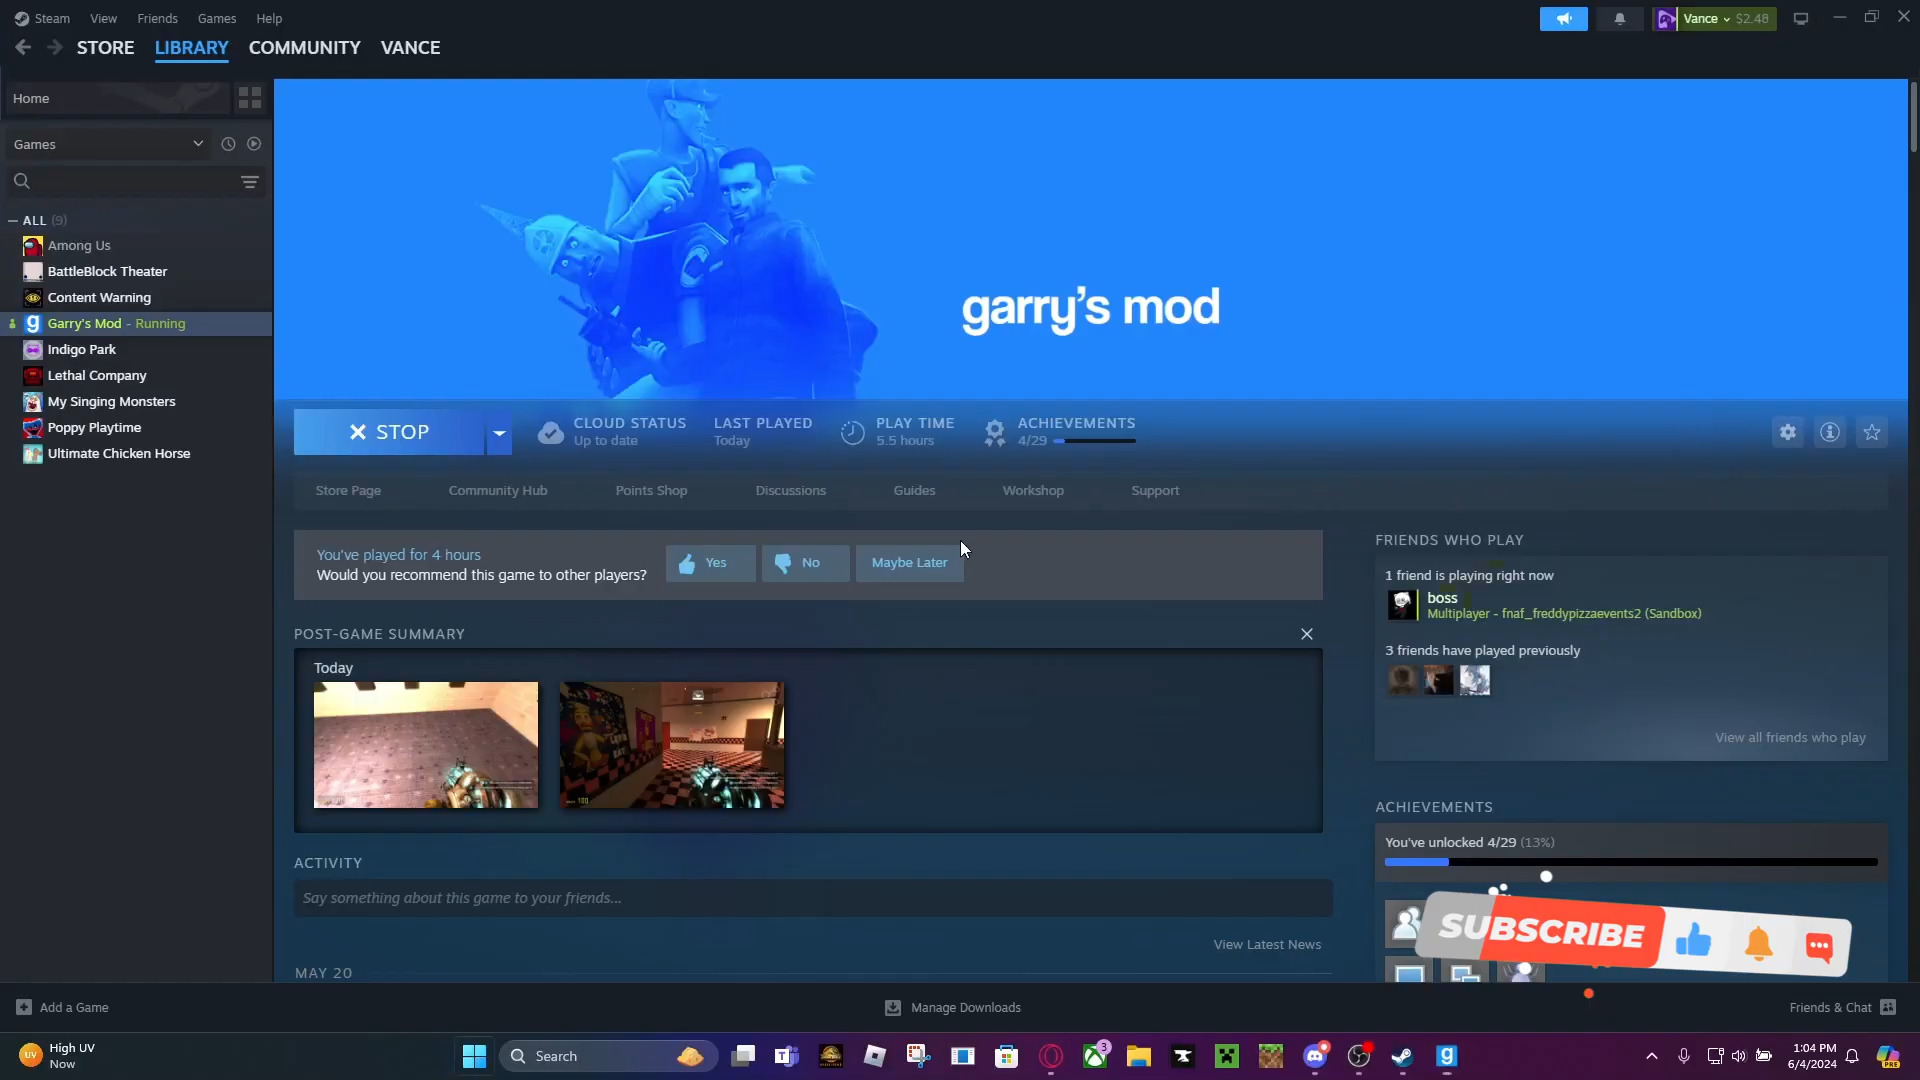 Steam View Friends Games Help
Vance $2.48
STORE LIBRARY COMMUNITY VANCE
Home
Games
ALL (9)
Among Us
BattleBlock Theater
Content Warning
Garry's Mod - Running
Indigo Park
Lethal Company
My Singing Monsters
Poppy Playtime
Ultimate Chicken Horse
garry's mod
STOP
CLOUD STATUS
Up to date
LAST PLAYED
Today
PLAY TIME
5.5 hours
ACHIEVEMENTS
4/29
Store Page Community Hub Points Shop Discussions Guides Workshop Support
You've played for 4 hours
Would you recommend this game to other players?
Yes No Maybe Later
POST-GAME SUMMARY
Today
ACTIVITY
Say something about this game to your friends...
View Latest News
MAY 20
FRIENDS WHO PLAY
1 friend is playing right now
boss
Multiplayer - fnaf_freddypizzaevents2 (Sandbox)
3 friends have played previously
View all friends who play
ACHIEVEMENTS
You've unlocked 4/29 (13%)
SUBSCRIBE
Add a Game Manage Downloads Friends & Chat
UV
High UV
Now
Search
3
1:04 PM
6/4/2024
PRE